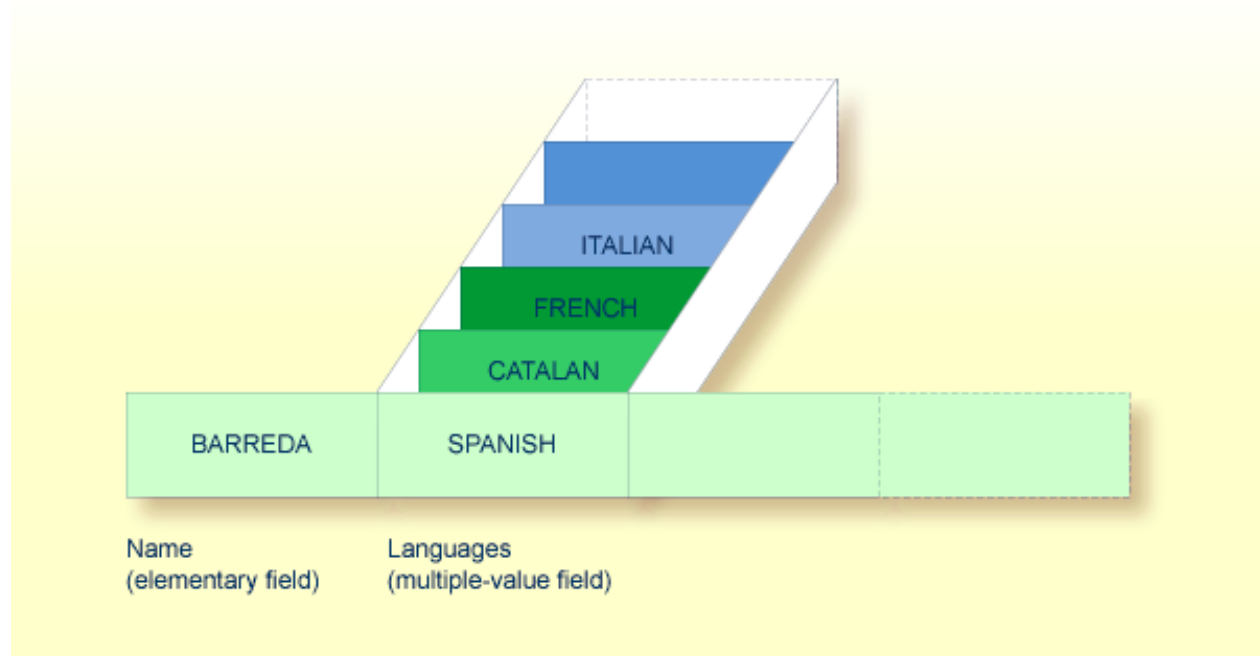 ITALIAN
FRENCH
CATALAN
BARREDA SPANISH
Name
(elementary field)
Languages
(multiple-value field)